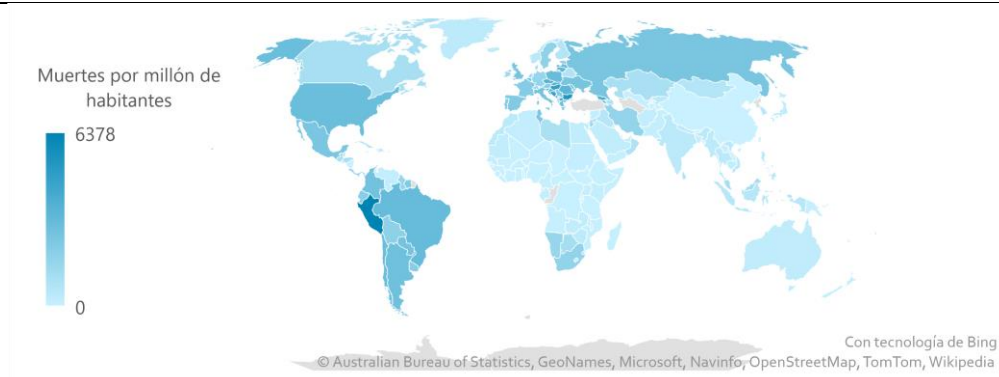 Muertes por millón de
habitantes
6378
0
Con tecnología de Bing
© Australian Bureau of Statistics, GeoNames, Microsoft, Navinfo, OpenStreetMap, TomTom, Wikipedia